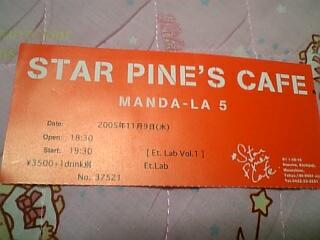 STAR PINE'S CAFE
MANDA-LA 5
Date: 2005年11月9日(水)
Open: 18:30
Start: 19:30
[ Et. Lab Vol.1 ]
¥3500+1drink別
Et.Lab
No. 37521
Star Pine's Cafe